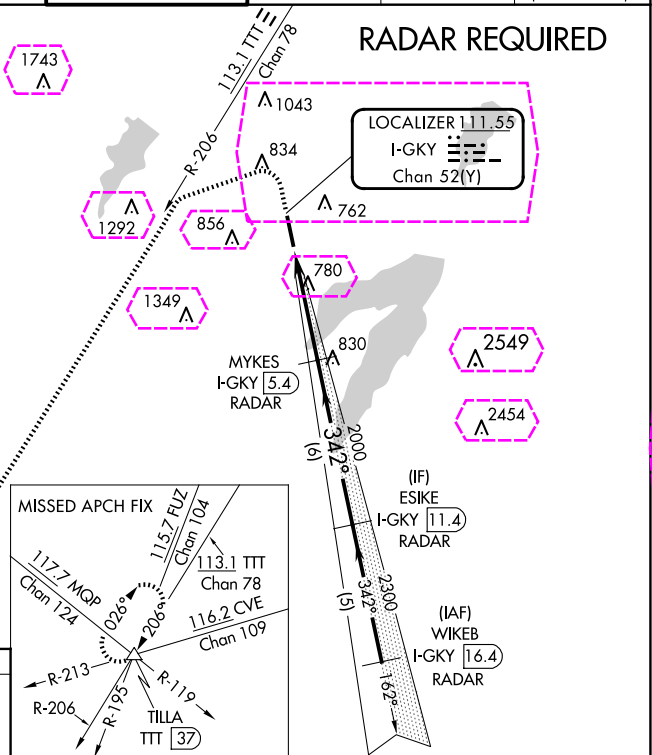 RADAR REQUIRED
1743
113.1 TTT
Chan 78
R-206
1043
834
LOCALIZER 111.55
I-GKY
Chan 52(Y)
762
1292
856
780
1349
830
2549
MYKES
I-GKY 5.4
RADAR
2454
2000
342°
(6)
(IF)
ESIKE
I-GKY 11.4
RADAR
2300
342°
(5)
(IAF)
WIKEB
I-GKY 16.4
RADAR
162°
MISSED APCH FIX
115.7 FUZ
Chan 104
113.1 TTT
Chan 78
117.7 MQP
Chan 124
026°
206°
116.2 CVE
Chan 109
R-213
R-119
R-206
R-195
TILLA
TTT 37